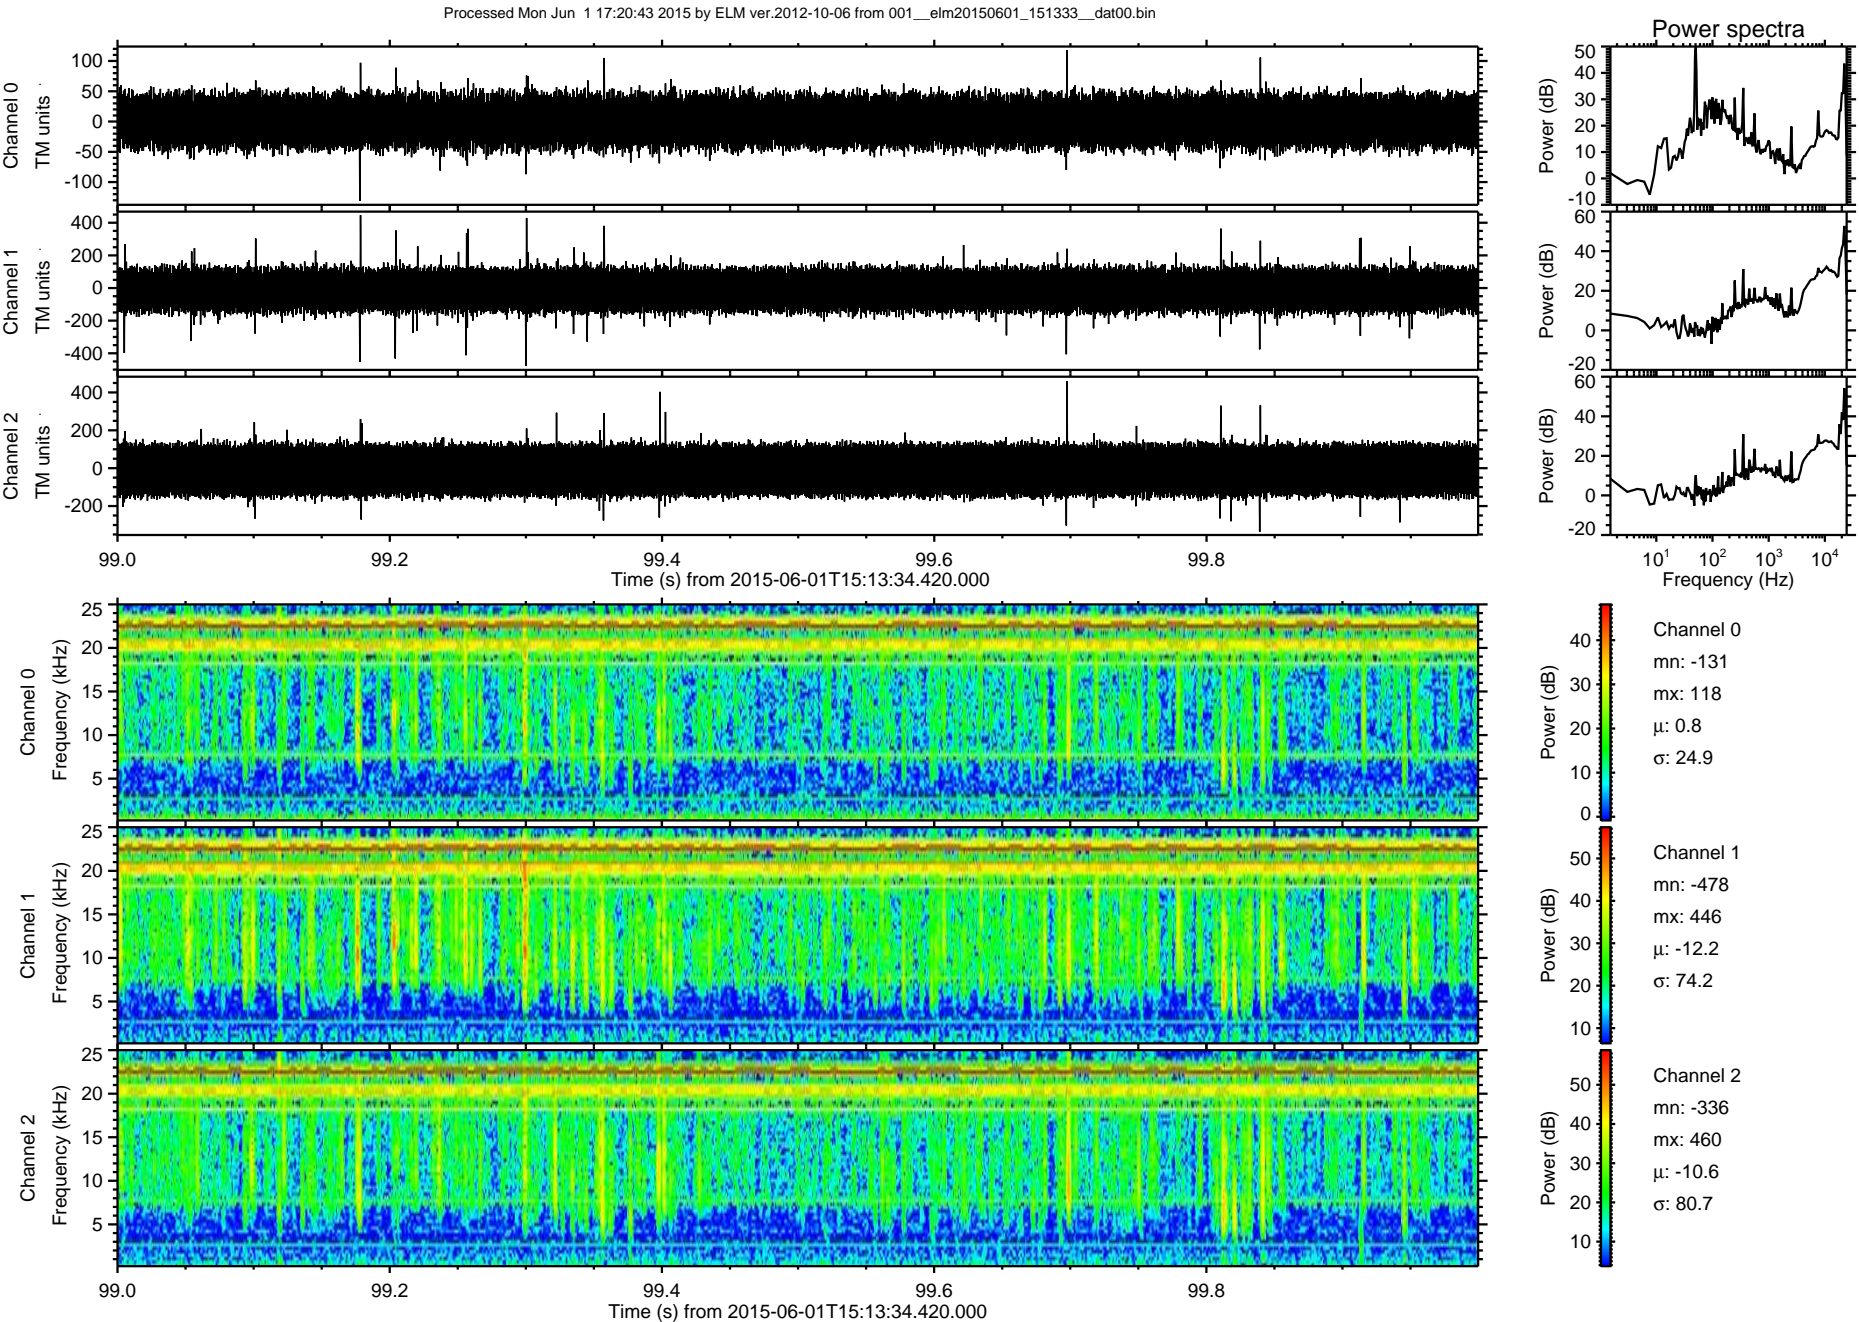 Processed Mon Jun 1 17:20:43 2015 by ELM ver.2012-10-06 from 001__elm20150601_151333__dat00.bin
Power spectra
Channel 0
TM units
100
50
0
-50
-100
Power (dB)
50
40
30
20
10
0
-10
Channel 1
TM units
400
200
0
-200
-400
Power (dB)
60
40
20
0
-20
Channel 2
TM units
400
200
0
-200
Power (dB)
60
40
20
0
-20
99.0 99.2 99.4 99.6 99.8
Time (s) from 2015-06-01T15:13:34.420.000
10¹ 10² 10³ 10⁴
Frequency (Hz)
Channel 0
Frequency (kHz)
25
20
15
10
5
Power (dB)
40
30
20
10
0
Channel 0
mn: -131
mx: 118
μ: 0.8
σ: 24.9
Channel 1
Frequency (kHz)
25
20
15
10
5
Power (dB)
50
40
30
20
10
Channel 1
mn: -478
mx: 446
μ: -12.2
σ: 74.2
Channel 2
Frequency (kHz)
25
20
15
10
5
Power (dB)
50
40
30
20
10
Channel 2
mn: -336
mx: 460
μ: -10.6
σ: 80.7
99.0 99.2 99.4 99.6 99.8
Time (s) from 2015-06-01T15:13:34.420.000